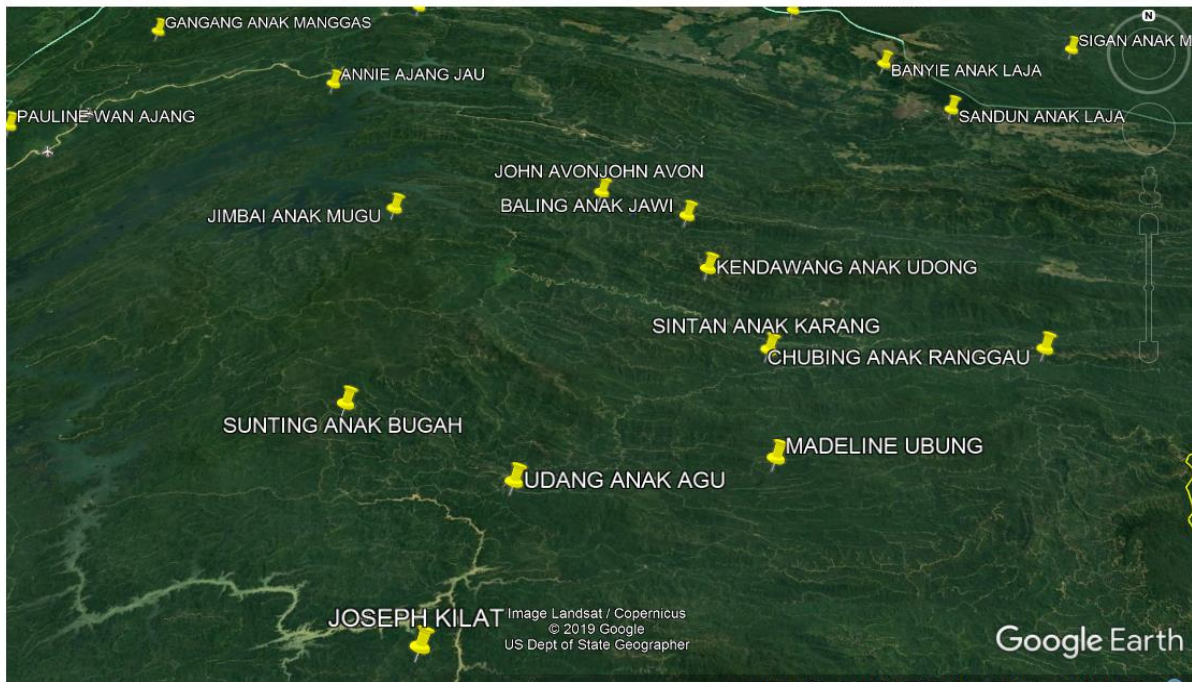 GANGANG ANAK MANGGAS
N
SIGAN ANAK M
ANNIE AJANG JAU
BANYIE ANAK LAJA
PAULINE WAN AJANG
SANDUN ANAK LAJA
JOHN AVONJOHN AVON
BALING ANAK JAWI
JIMBAI ANAK MUGU
KENDAWANG ANAK UDONG
SINTAN ANAK KARANG
CHUBING ANAK RANGGAU
SUNTING ANAK BUGAH
MADELINE UBUNG
UDANG ANAK AGU
JOSEPH KILAT
Image Landsat / Copernicus
© 2019 Google
US Dept of State Geographer
Google Earth